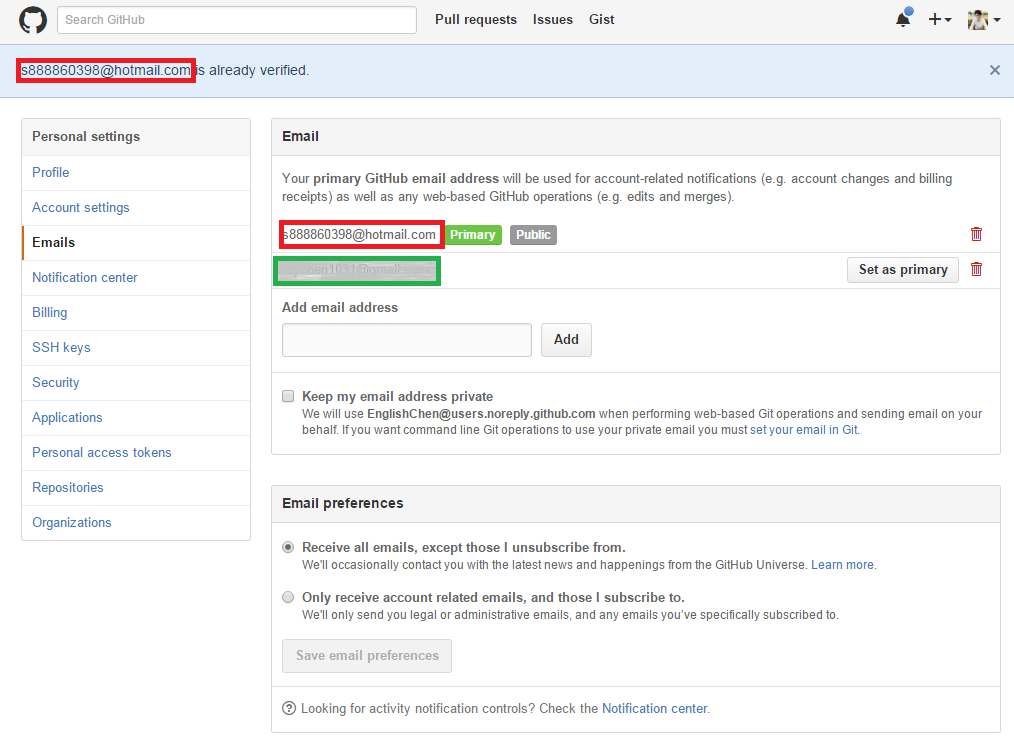 Search GitHub
Pull requests Issues Gist
s888860398@hotmail.com is already verified.
Personal settings
Profile
Account settings
Emails
Notification center
Billing
SSH keys
Security
Applications
Personal access tokens
Repositories
Organizations
Email
Your primary GitHub email address will be used for account-related notifications (e.g. account changes and billing
receipts) as well as any web-based GitHub operations (e.g. edits and merges).
s888860398@hotmail.com Primary Public
Set as primary
Add email address
Add
Keep my email address private
We will use EnglishChen@users.noreply.github.com when performing web-based Git operations and sending email on your
behalf. If you want command line Git operations to use your private email you must set your email in Git.
Email preferences
Receive all emails, except those I unsubscribe from.
We'll occasionally contact you with the latest news and happenings from the GitHub Universe. Learn more.
Only receive account related emails, and those I subscribe to.
We'll only send you legal or administrative emails, and any emails you've specifically subscribed to.
Save email preferences
Looking for activity notification controls? Check the Notification center.